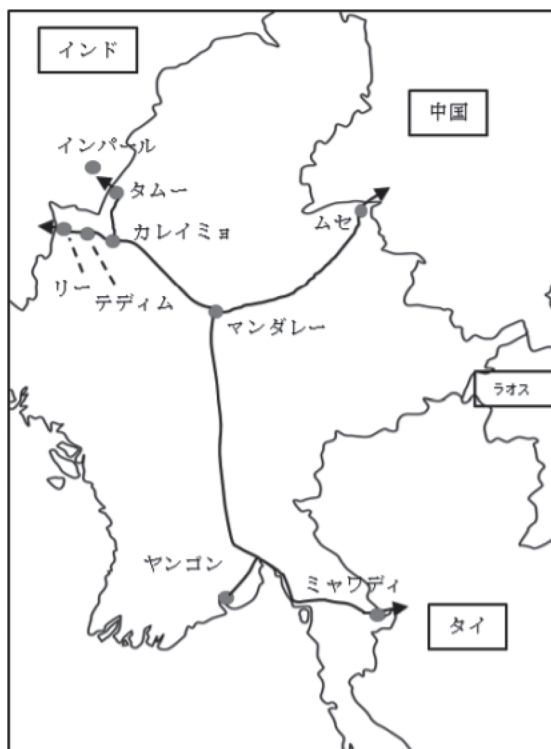 インド
中国
インパール
タムー
ムセ
カレイミョ
リー
テディム
マンダレー
ラオス
ヤンゴン
ミャワディ
タイ